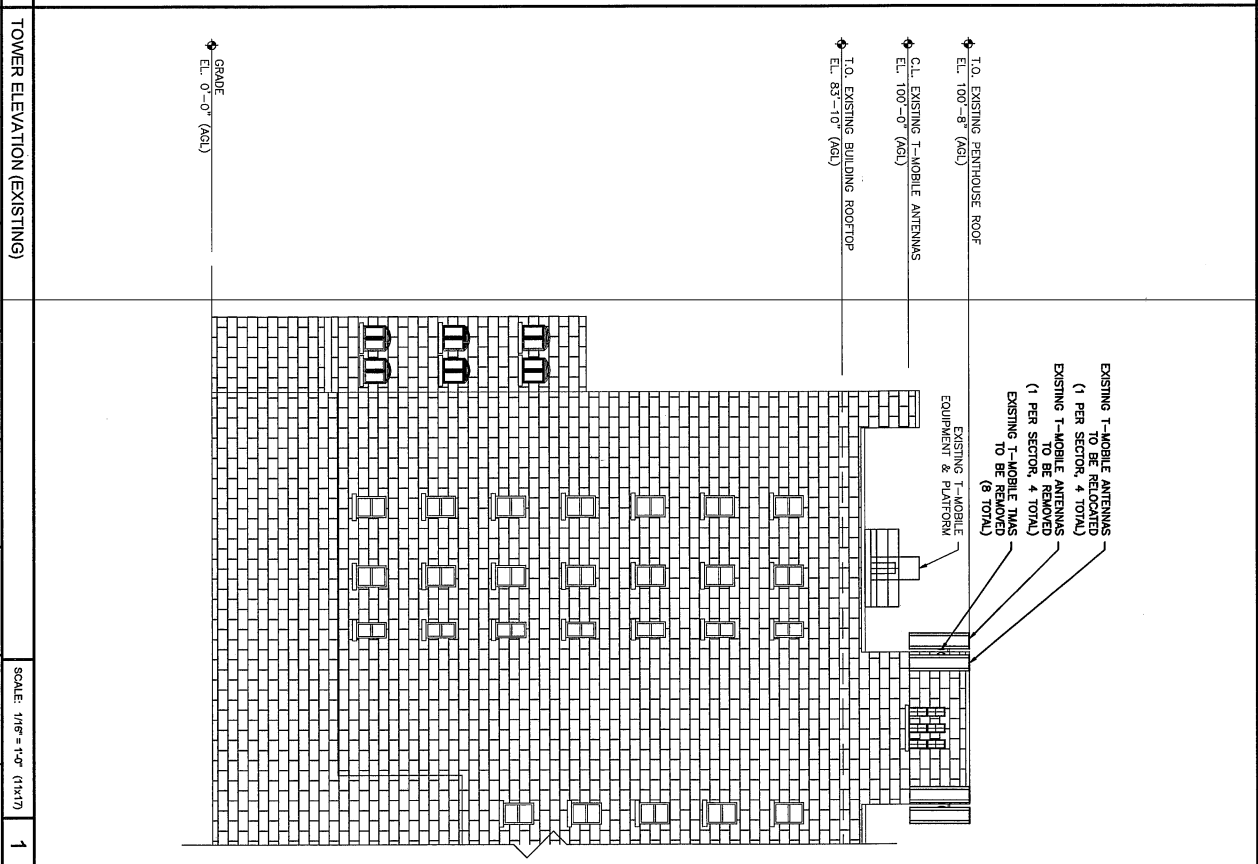 EXISTING T-MOBILE ANTENNAS
TO BE RELOCATED
(1 PER SECTOR, 4 TOTAL)
EXISTING T-MOBILE ANTENNAS
TO BE REMOVED
(1 PER SECTOR, 4 TOTAL)
EXISTING T-MOBILE TMAS
TO BE REMOVED
(8 TOTAL)
EXISTING T-MOBILE
EQUIPMENT & PLATFORM
T.O. EXISTING PENTHOUSE ROOF
EL. 100'-8" (AGL)
C.L. EXISTING T-MOBILE ANTENNAS
EL. 100'-0" (AGL)
T.O. EXISTING BUILDING ROOFTOP
EL. 83'-10" (AGL)
GRADE
EL. 0'-0" (AGL)
TOWER ELEVATION (EXISTING)
SCALE: 1/16" = 1'-0" (11x17)
1